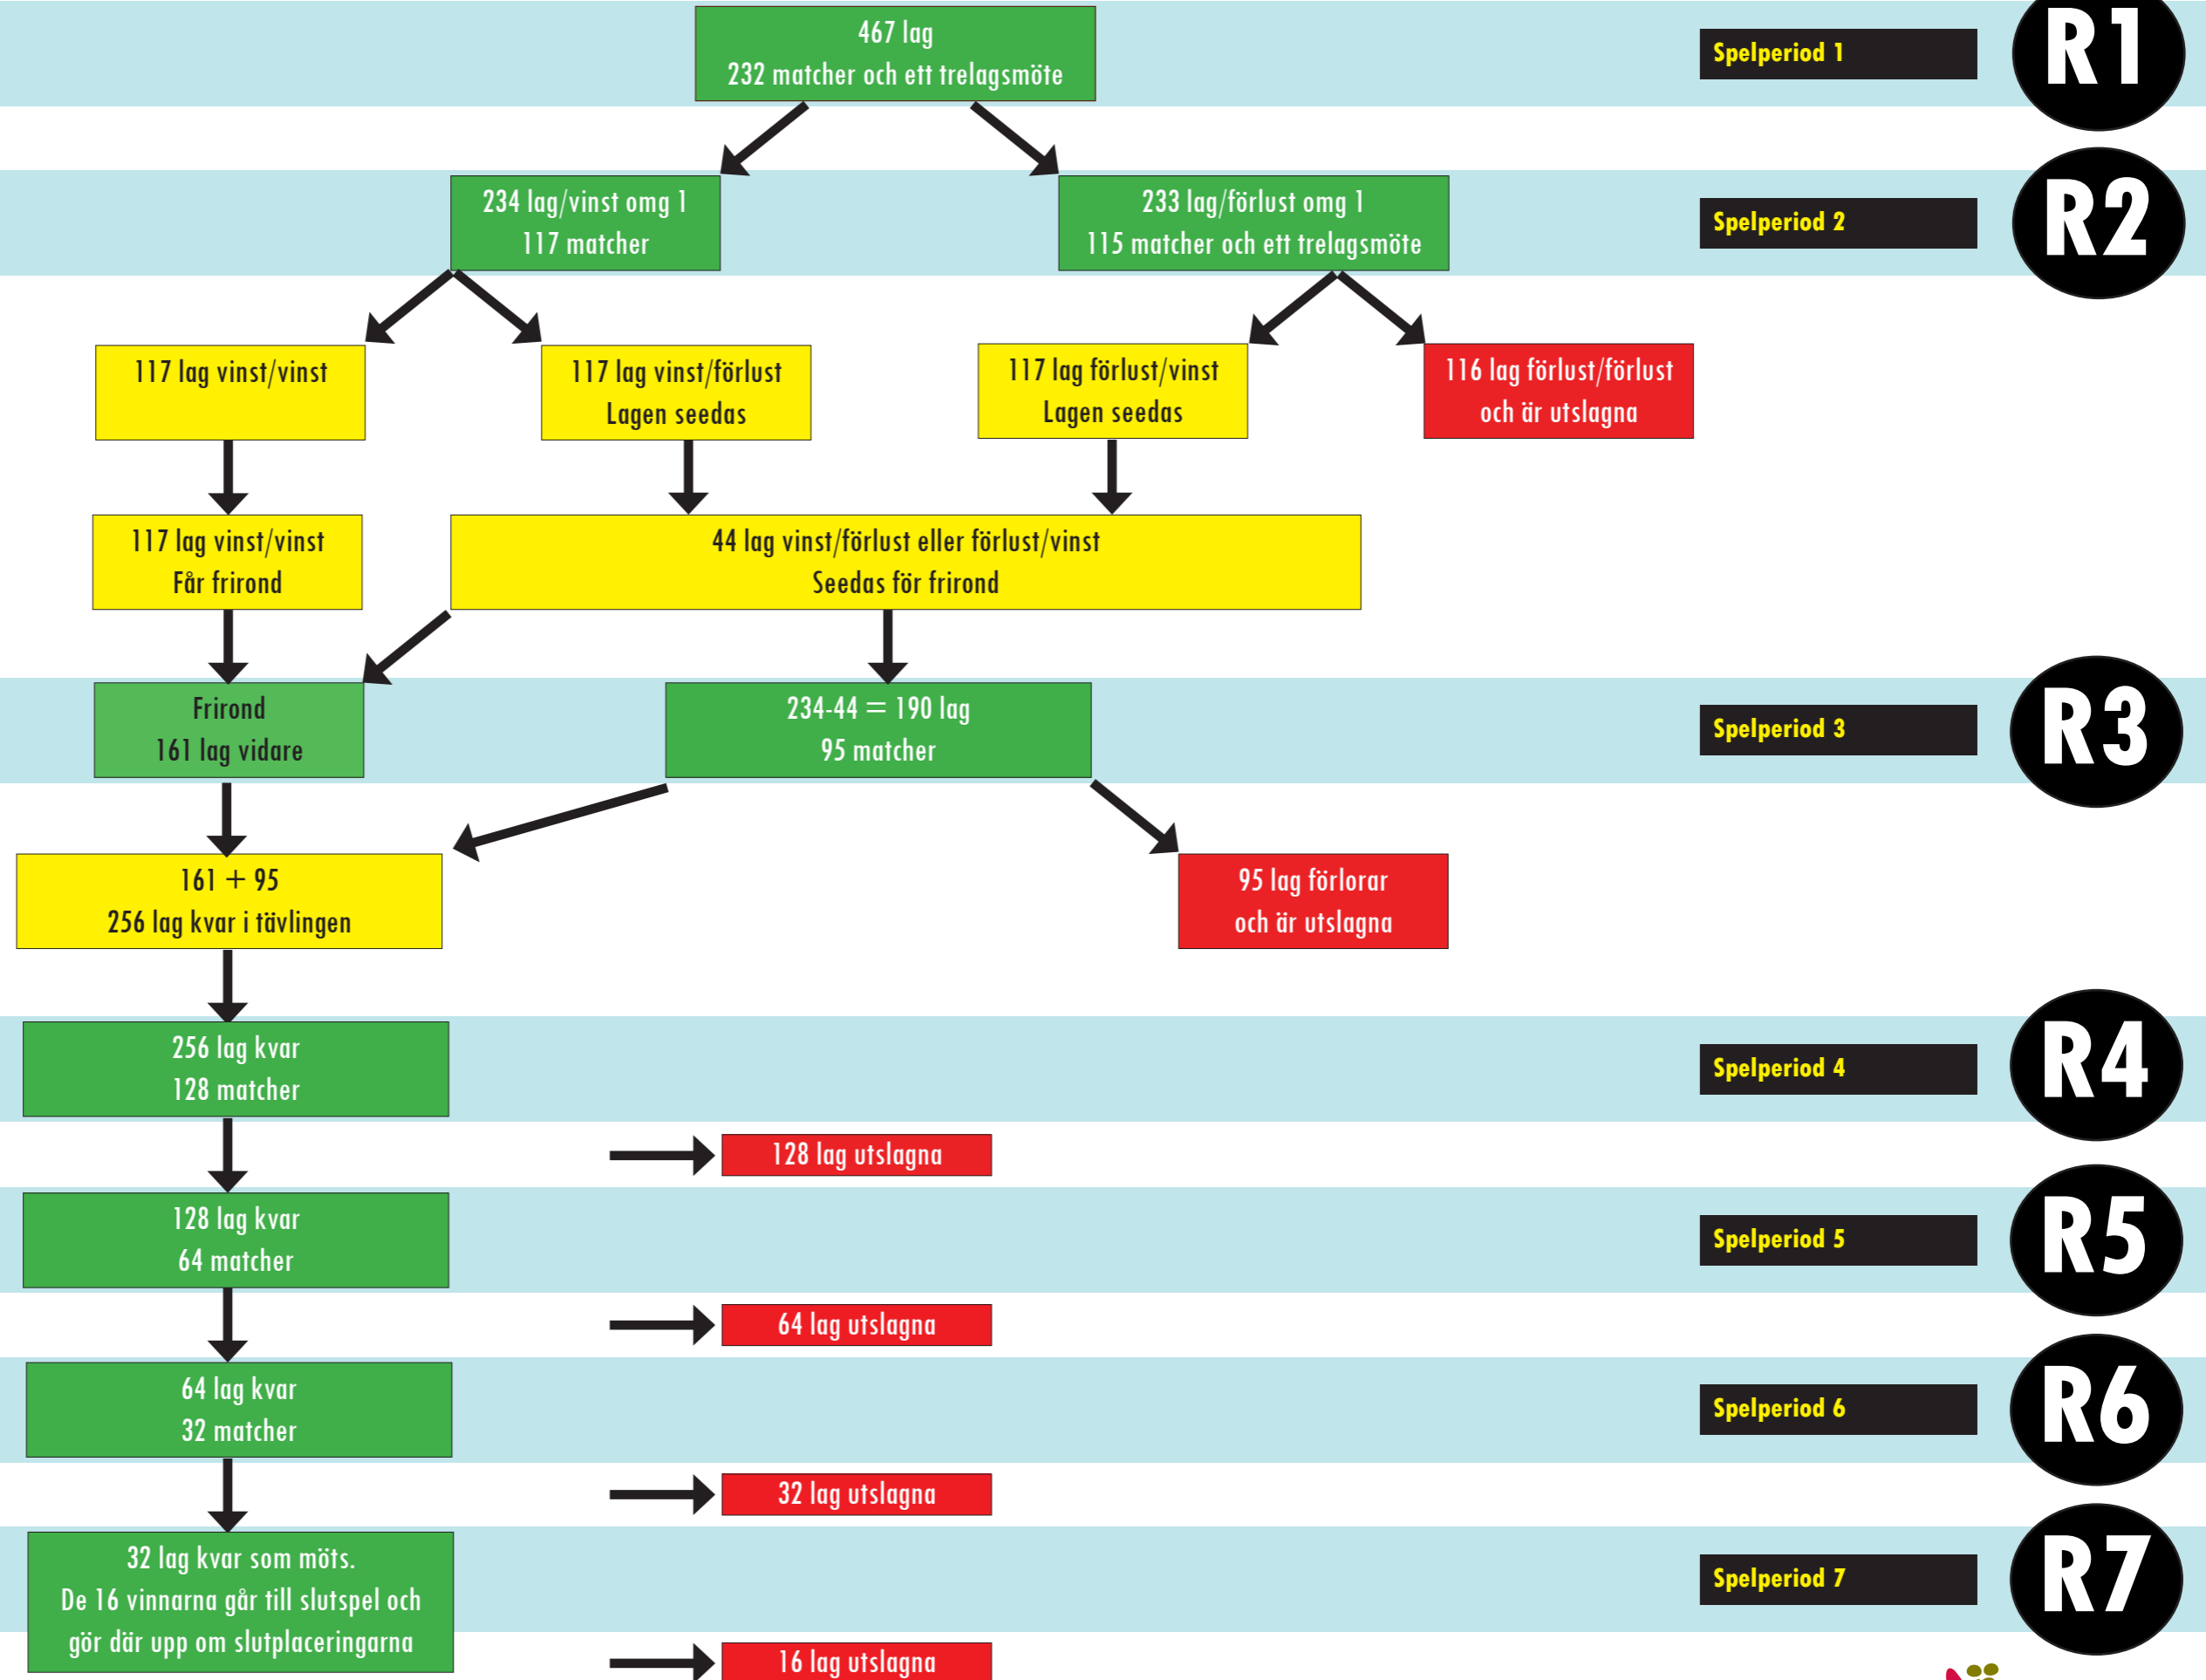 467 lag
232 matcher och ett trelagsmöte
Spelperiod 1
R1
234 lag/vinst omg 1
117 matcher
233 lag/förlust omg 1
115 matcher och ett trelagsmöte
Spelperiod 2
R2
117 lag vinst/vinst
117 lag vinst/förlust
Lagen seedas
117 lag förlust/vinst
Lagen seedas
116 lag förlust/förlust
och är utslagna
117 lag vinst/vinst
Får frirond
44 lag vinst/förlust eller förlust/vinst
Seedas för frirond
Frirond
161 lag vidare
234-44 = 190 lag
95 matcher
Spelperiod 3
R3
161 + 95
256 lag kvar i tävlingen
95 lag förlorar
och är utslagna
256 lag kvar
128 matcher
Spelperiod 4
R4
128 lag utslagna
128 lag kvar
64 matcher
Spelperiod 5
R5
64 lag utslagna
64 lag kvar
32 matcher
Spelperiod 6
R6
32 lag utslagna
32 lag kvar som möts.
De 16 vinnarna går till slutspel och
gör där upp om slutplaceringarna
Spelperiod 7
R7
16 lag utslagna